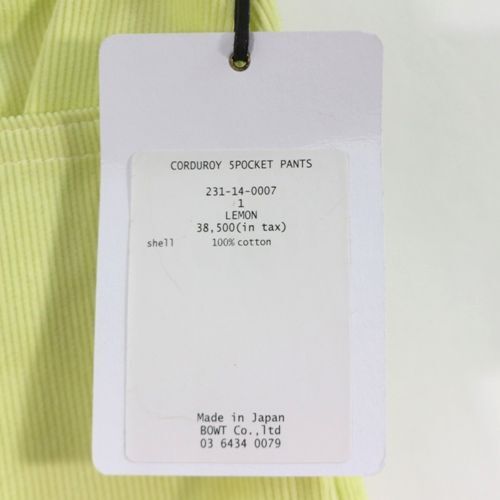 CORDUROY 5POCKET PANTS
231-14-0007
1
LEMON
38,500(in tax)
shell 100% cotton
Made in Japan
BOWT Co.,ltd
03 6434 0079